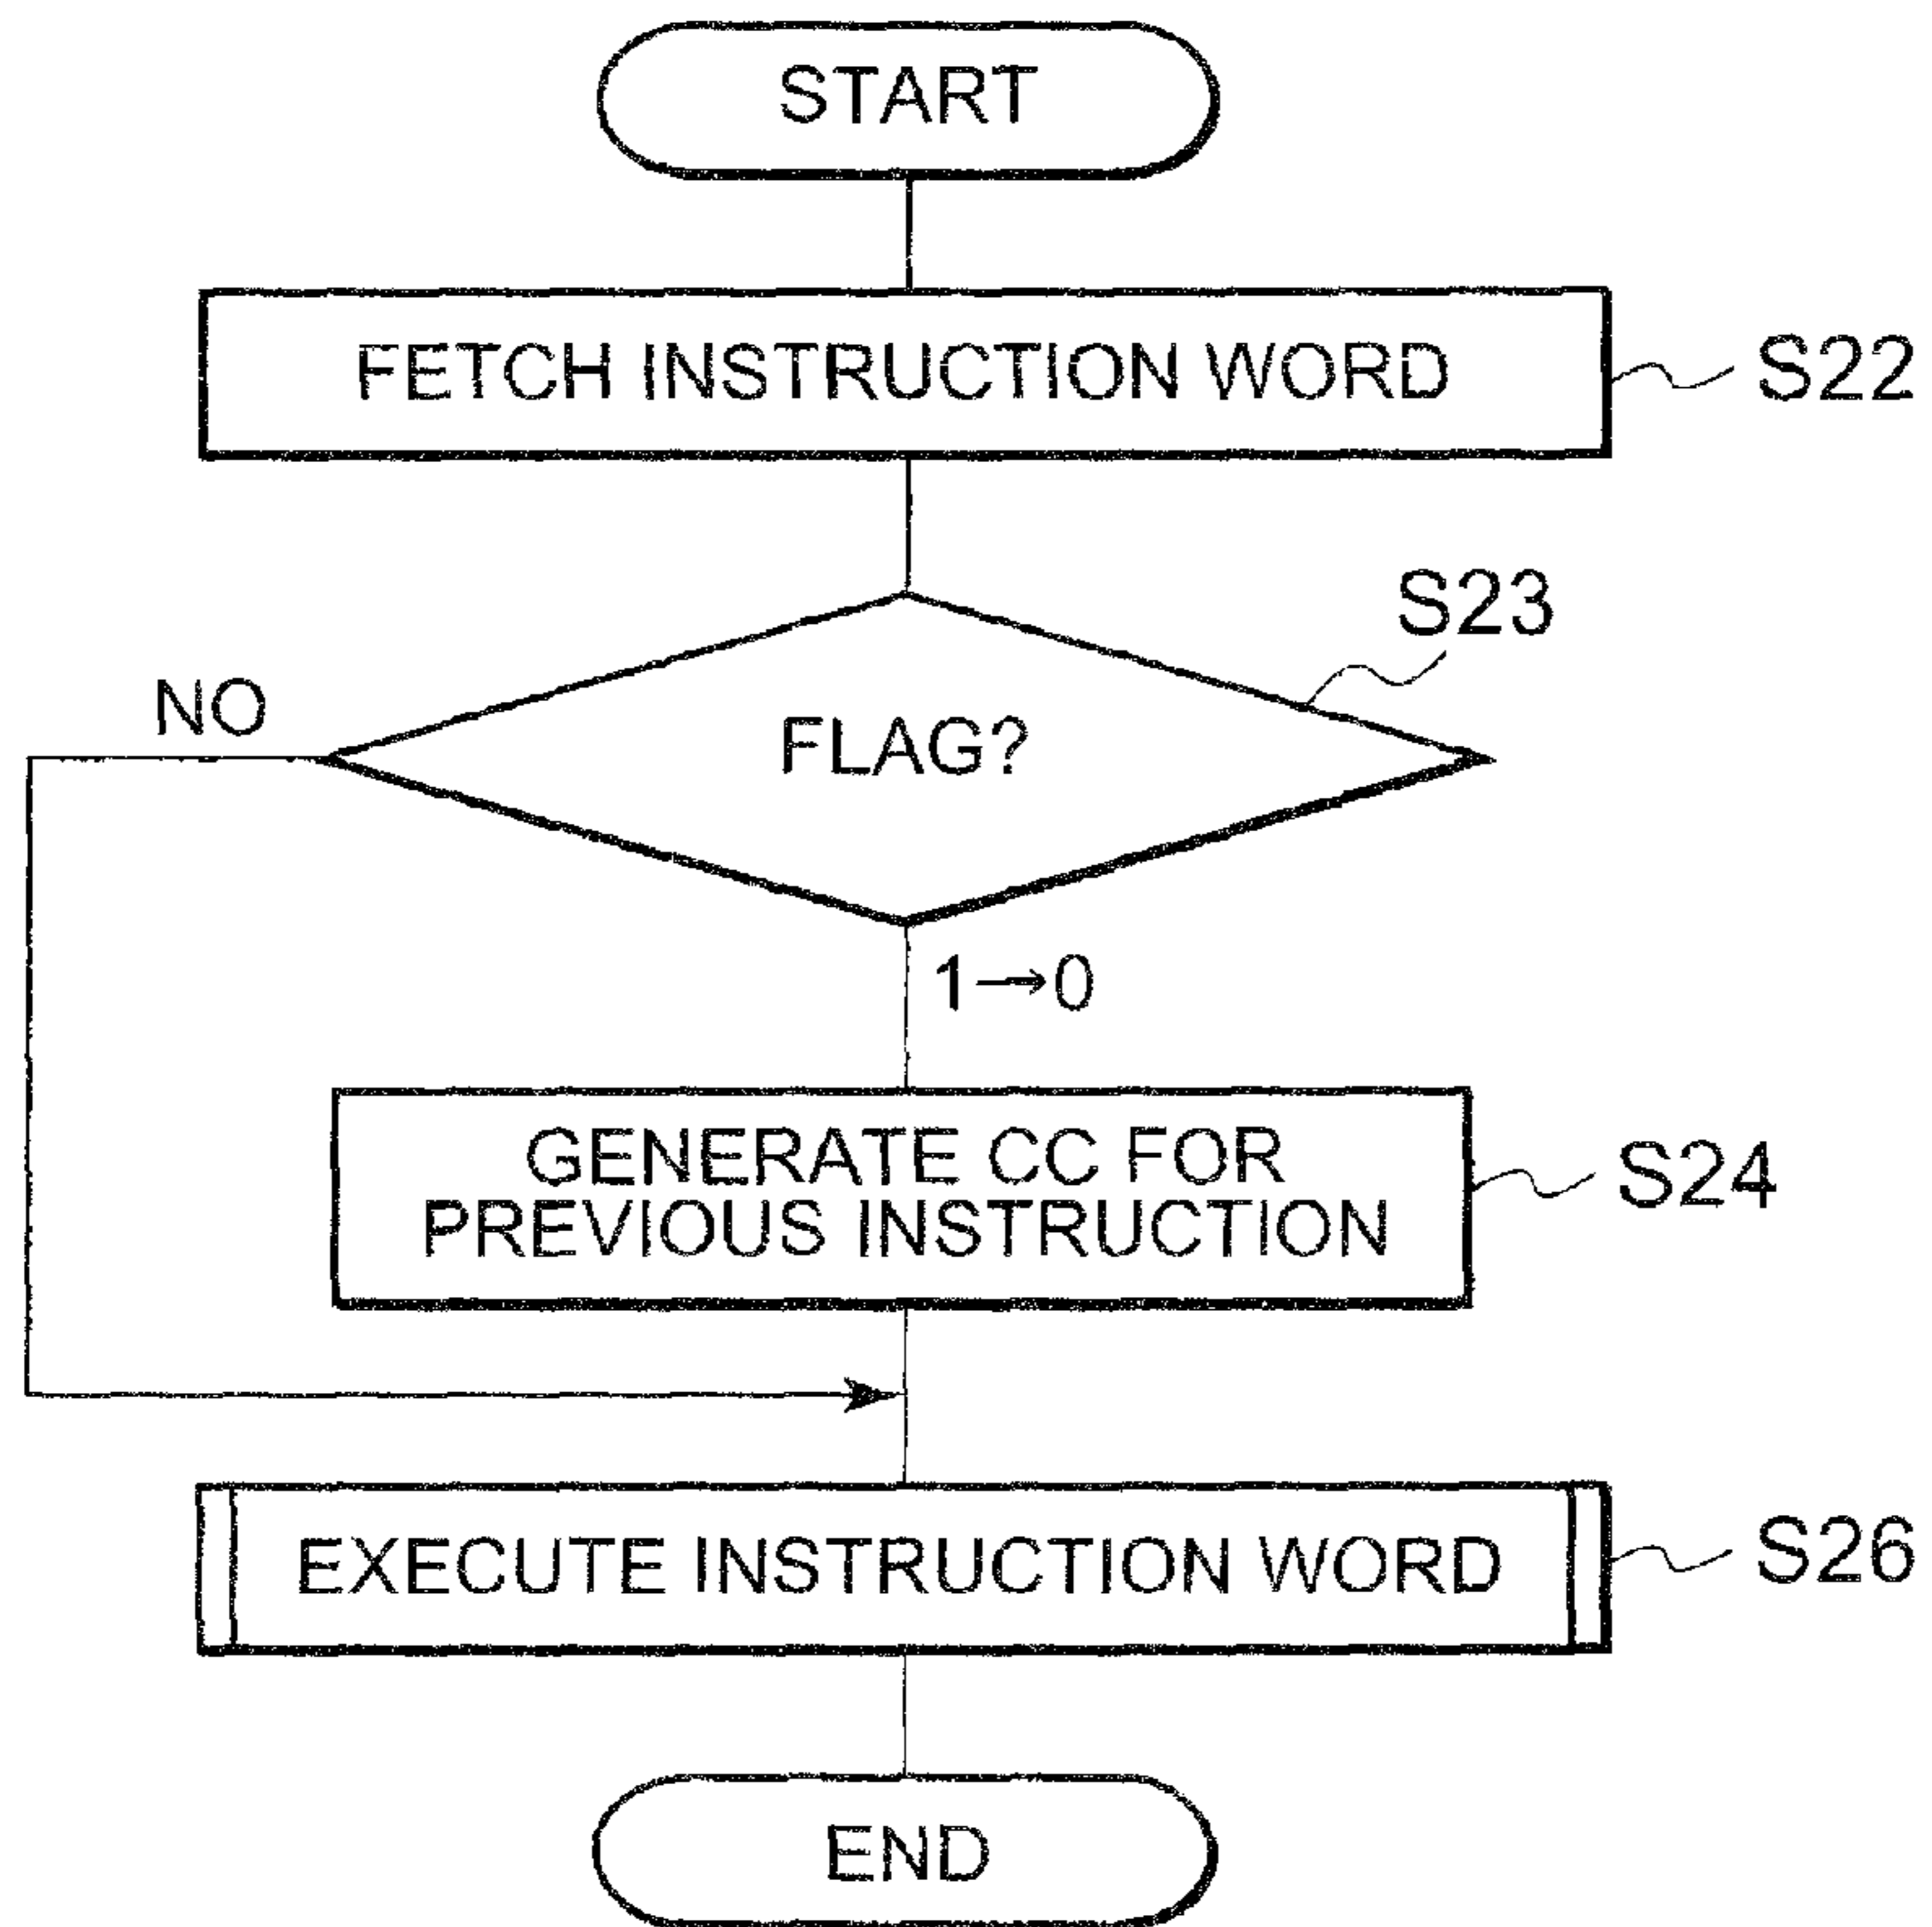 START
FETCH INSTRUCTION WORD
S22
S23
FLAG?
NO
1→0
GENERATE CC FOR
PREVIOUS INSTRUCTION
S24
EXECUTE INSTRUCTION WORD
S26
END